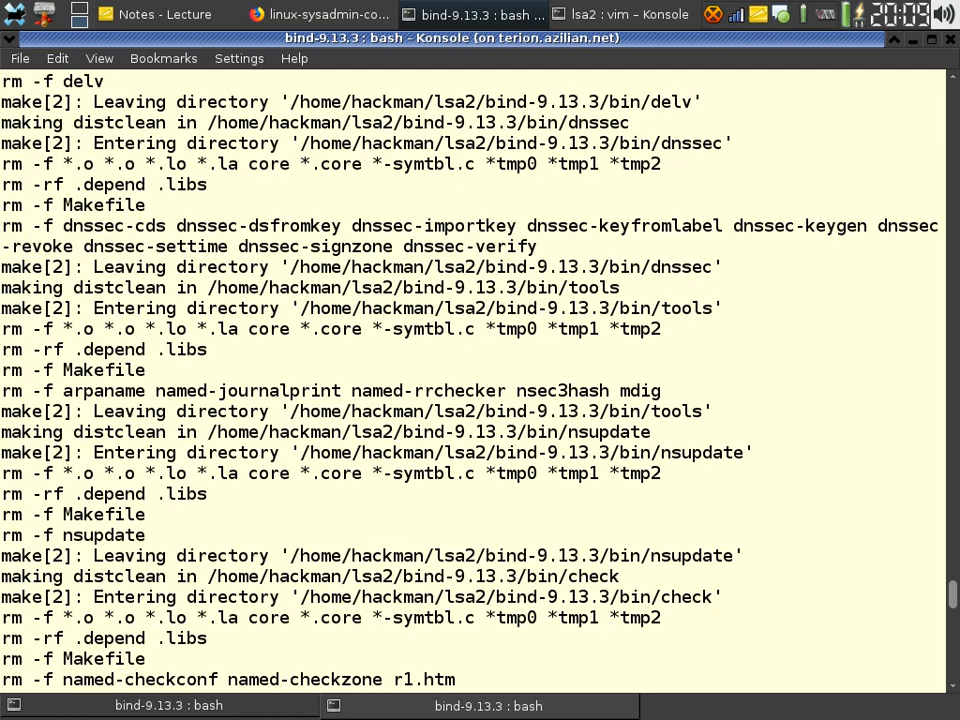 Notes - Lecture
linux-sysadmin-co...
bind-9.13.3 : bash ...
lsa2 : vim – Konsole
20:09
bind-9.13.3 : bash – Konsole (on terion.azilian.net)
File Edit View Bookmarks Settings Help
rm -f delv
make[2]: Leaving directory '/home/hackman/lsa2/bind-9.13.3/bin/delv'
making distclean in /home/hackman/lsa2/bind-9.13.3/bin/dnssec
make[2]: Entering directory '/home/hackman/lsa2/bind-9.13.3/bin/dnssec'
rm -f *.o *.o *.lo *.la core *.core *-symtbl.c *tmp0 *tmp1 *tmp2
rm -rf .depend .libs
rm -f Makefile
rm -f dnssec-cds dnssec-dsfromkey dnssec-importkey dnssec-keyfromlabel dnssec-keygen dnssec
-revoke dnssec-settime dnssec-signzone dnssec-verify
make[2]: Leaving directory '/home/hackman/lsa2/bind-9.13.3/bin/dnssec'
making distclean in /home/hackman/lsa2/bind-9.13.3/bin/tools
make[2]: Entering directory '/home/hackman/lsa2/bind-9.13.3/bin/tools'
rm -f *.o *.o *.lo *.la core *.core *-symtbl.c *tmp0 *tmp1 *tmp2
rm -rf .depend .libs
rm -f Makefile
rm -f arpaname named-journalprint named-rrchecker nsec3hash mdig
make[2]: Leaving directory '/home/hackman/lsa2/bind-9.13.3/bin/tools'
making distclean in /home/hackman/lsa2/bind-9.13.3/bin/nsupdate
make[2]: Entering directory '/home/hackman/lsa2/bind-9.13.3/bin/nsupdate'
rm -f *.o *.o *.lo *.la core *.core *-symtbl.c *tmp0 *tmp1 *tmp2
rm -rf .depend .libs
rm -f Makefile
rm -f nsupdate
make[2]: Leaving directory '/home/hackman/lsa2/bind-9.13.3/bin/nsupdate'
making distclean in /home/hackman/lsa2/bind-9.13.3/bin/check
make[2]: Entering directory '/home/hackman/lsa2/bind-9.13.3/bin/check'
rm -f *.o *.o *.lo *.la core *.core *-symtbl.c *tmp0 *tmp1 *tmp2
rm -rf .depend .libs
rm -f Makefile
rm -f named-checkconf named-checkzone r1.htm
bind-9.13.3 : bash
bind-9.13.3 : bash